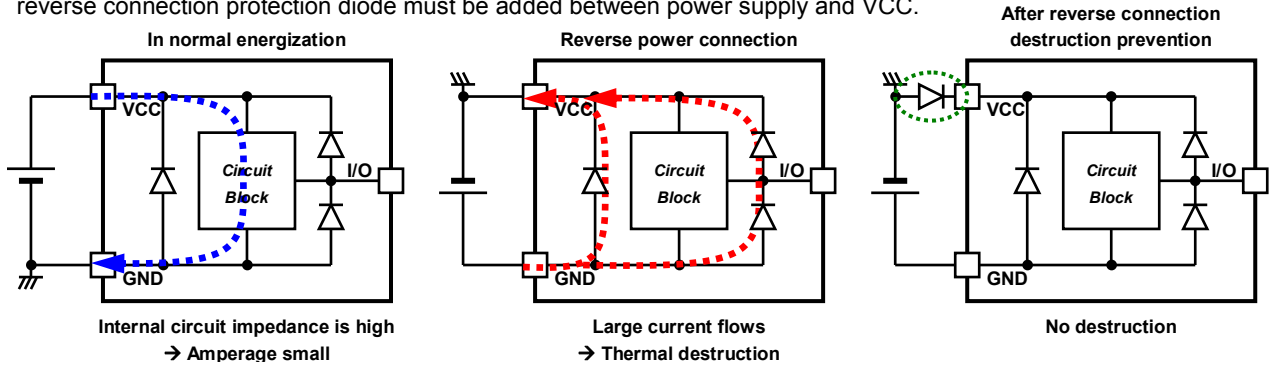 reverse connection protection diode must be added between power supply and VCC.
In normal energization
VCC
Circuit
Block
I/O
GND
Internal circuit impedance is high
→ Amperage small
Reverse power connection
VCC
Circuit
Block
I/O
GND
Large current flows
→ Thermal destruction
After reverse connection
destruction prevention
VCC
Circuit
Block
I/O
GND
No destruction